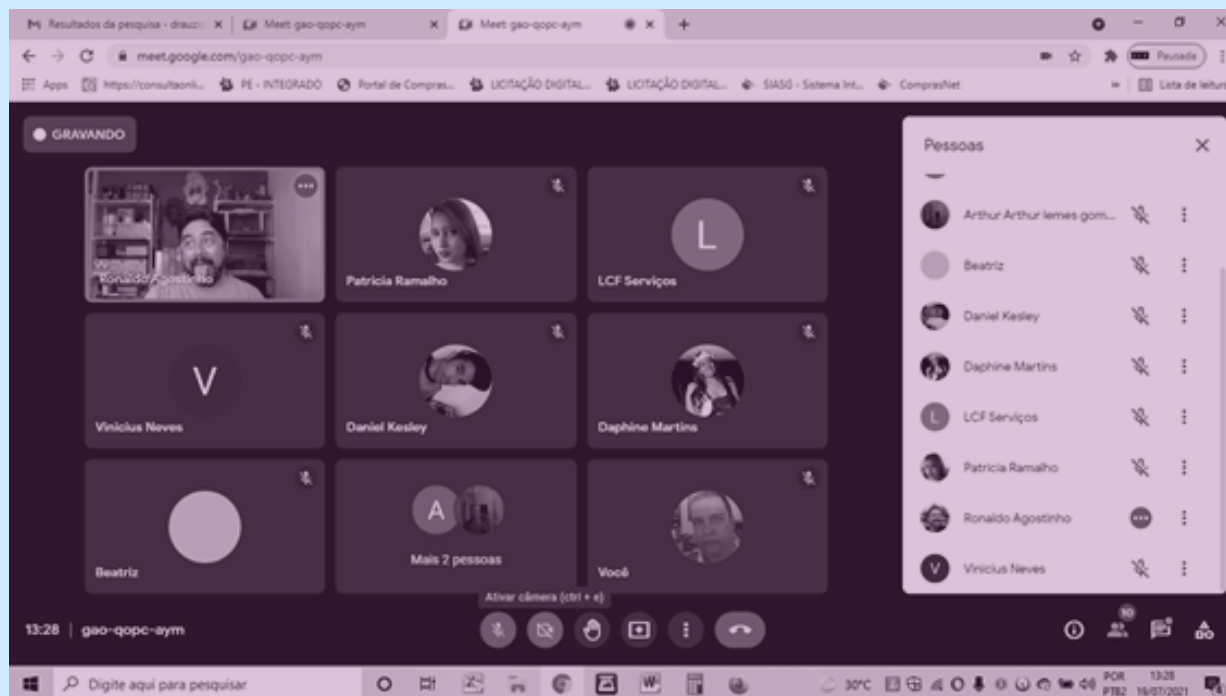 Resultados da pesquisa - drauzic
Meet: gao-qopc-aym
Meet: gao-qopc-aym
meet.google.com/gao-qopc-aym
Pausada
Apps
https://consultaonli...
PE - INTEGRADO
Portal de Compras...
LICITAÇÃO DIGITAL...
LICITAÇÃO DIGITAL...
SIASG - Sistema Int...
ComprasNet
Lista de leitura
GRAVANDO
Pessoas
Ronaldo Agostinho
Patricia Ramalho
L
LCF Serviços
V
Vinicius Neves
Daniel Kesley
Daphine Martins
Beatriz
A
Mais 2 pessoas
Você
Arthur Arthur lemes gom...
Beatriz
Daniel Kesley
Daphine Martins
L
LCF Serviços
Patricia Ramalho
Ronaldo Agostinho
V
Vinicius Neves
Ativar câmera (ctrl + e)
13:28 | gao-qopc-aym
10
Digite aqui para pesquisar
30°C
POR
PTB2
13:28
19/07/2021